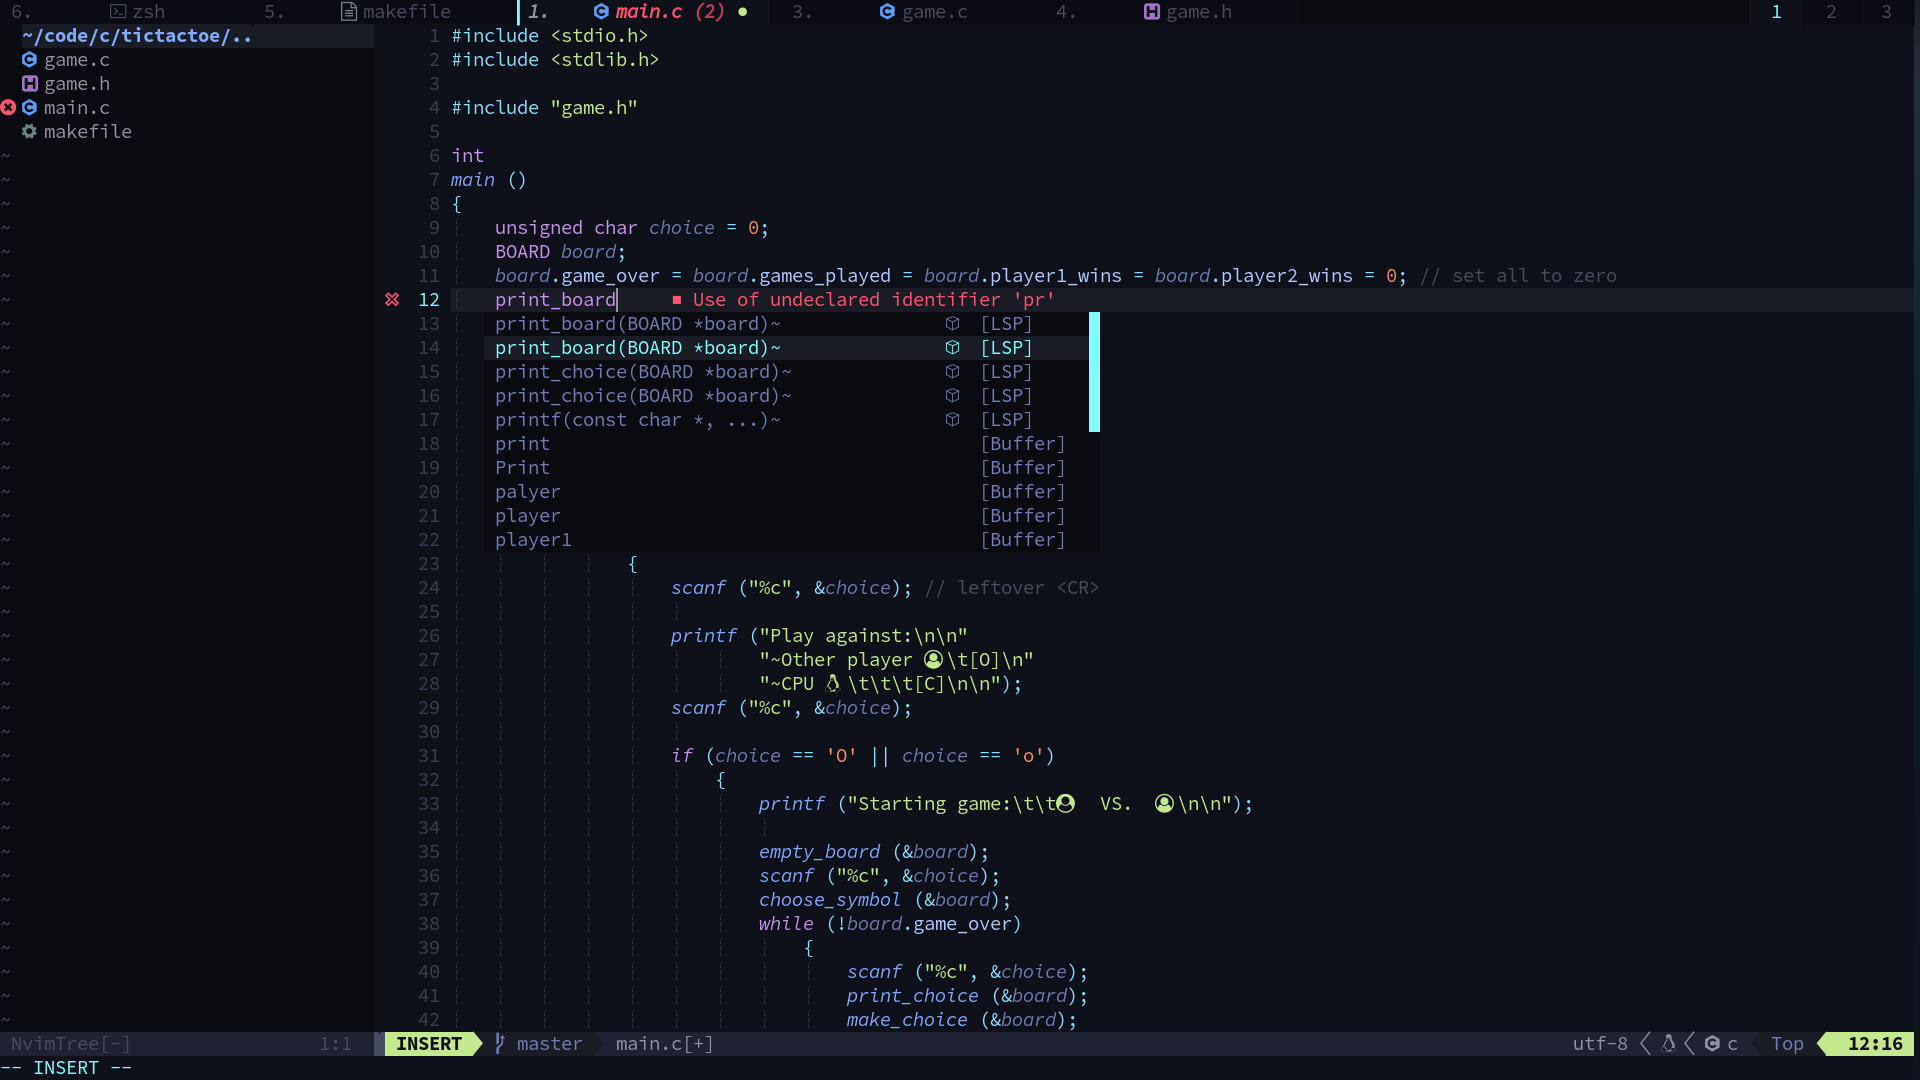 6. zsh 5. makefile 1. main.c (2) ● 3. game.c 4. game.h 1 2 3
~/code/c/tictactoe/..
game.c
game.h
main.c
makefile
1 #include <stdio.h>
2 #include <stdlib.h>
3
4 #include "game.h"
5
6 int
7 main ()
8 {
9 unsigned char choice = 0;
10 BOARD board;
11 board.game_over = board.games_played = board.player1_wins = board.player2_wins = 0; // set all to zero
12 print_board ■ Use of undeclared identifier 'pr'
13 print_board(BOARD *board)~ [LSP]
14 print_board(BOARD *board)~ [LSP]
15 print_choice(BOARD *board)~ [LSP]
16 print_choice(BOARD *board)~ [LSP]
17 printf(const char *, ...)~ [LSP]
18 print [Buffer]
19 Print [Buffer]
20 palyer [Buffer]
21 player [Buffer]
22 player1 [Buffer]
23 {
24 scanf ("%c", &choice); // leftover <CR>
25
26 printf ("Play against:\n\n"
27 "~Other player \t[O]\n"
28 "~CPU \t\t\t[C]\n\n");
29 scanf ("%c", &choice);
30
31 if (choice == 'O' || choice == 'o')
32 {
33 printf ("Starting game:\t\t VS. \n\n");
34
35 empty_board (&board);
36 scanf ("%c", &choice);
37 choose_symbol (&board);
38 while (!board.game_over)
39 {
40 scanf ("%c", &choice);
41 print_choice (&board);
42 make_choice (&board);
NvimTree[-] 1:1 INSERT master main.c[+] utf-8 c Top 12:16
-- INSERT --